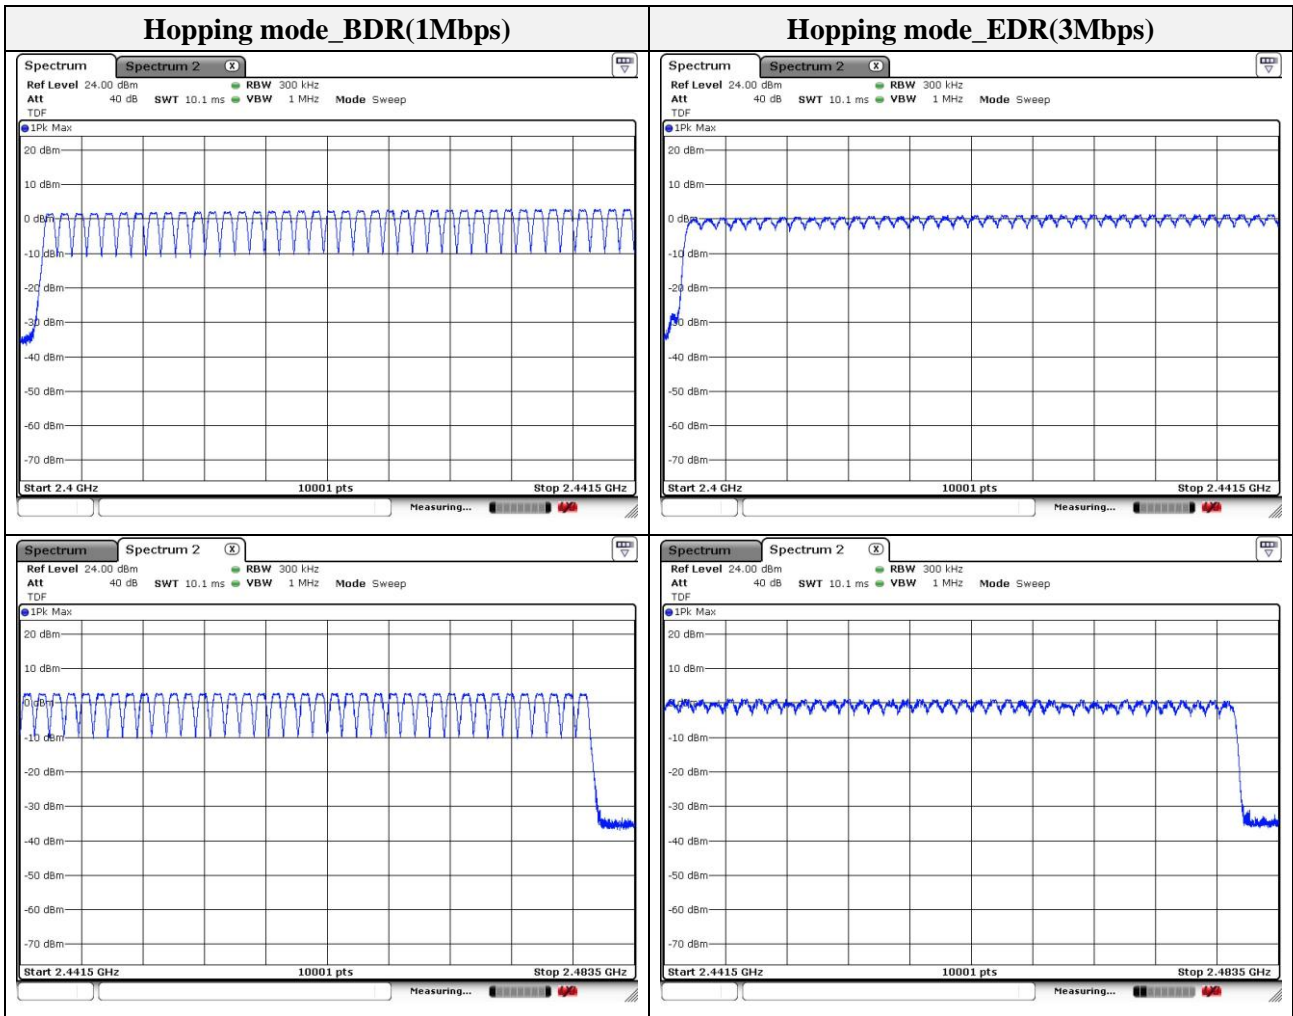 Hopping mode_BDR(1Mbps)
Hopping mode_EDR(3Mbps)
Spectrum Spectrum 2 X
Ref Level 24.00 dBm RBW 300 kHz
Att 40 dB SWT 10.1 ms VBW 1 MHz Mode Sweep
TDF
1Pk Max
20 dBm
10 dBm
0 dBm
-10 dBm
-20 dBm
-30 dBm
-40 dBm
-50 dBm
-60 dBm
-70 dBm
Start 2.4 GHz 10001 pts Stop 2.4415 GHz
Measuring...
Spectrum Spectrum 2 X
Ref Level 24.00 dBm RBW 300 kHz
Att 40 dB SWT 10.1 ms VBW 1 MHz Mode Sweep
TDF
1Pk Max
20 dBm
10 dBm
0 dBm
-10 dBm
-20 dBm
-30 dBm
-40 dBm
-50 dBm
-60 dBm
-70 dBm
Start 2.4 GHz 10001 pts Stop 2.4415 GHz
Measuring...
Spectrum Spectrum 2 X
Ref Level 24.00 dBm RBW 300 kHz
Att 40 dB SWT 10.1 ms VBW 1 MHz Mode Sweep
TDF
1Pk Max
20 dBm
10 dBm
0 dBm
-10 dBm
-20 dBm
-30 dBm
-40 dBm
-50 dBm
-60 dBm
-70 dBm
Start 2.4415 GHz 10001 pts Stop 2.4835 GHz
Measuring...
Spectrum Spectrum 2 X
Ref Level 24.00 dBm RBW 300 kHz
Att 40 dB SWT 10.1 ms VBW 1 MHz Mode Sweep
TDF
1Pk Max
20 dBm
10 dBm
0 dBm
-10 dBm
-20 dBm
-30 dBm
-40 dBm
-50 dBm
-60 dBm
-70 dBm
Start 2.4415 GHz 10001 pts Stop 2.4835 GHz
Measuring...